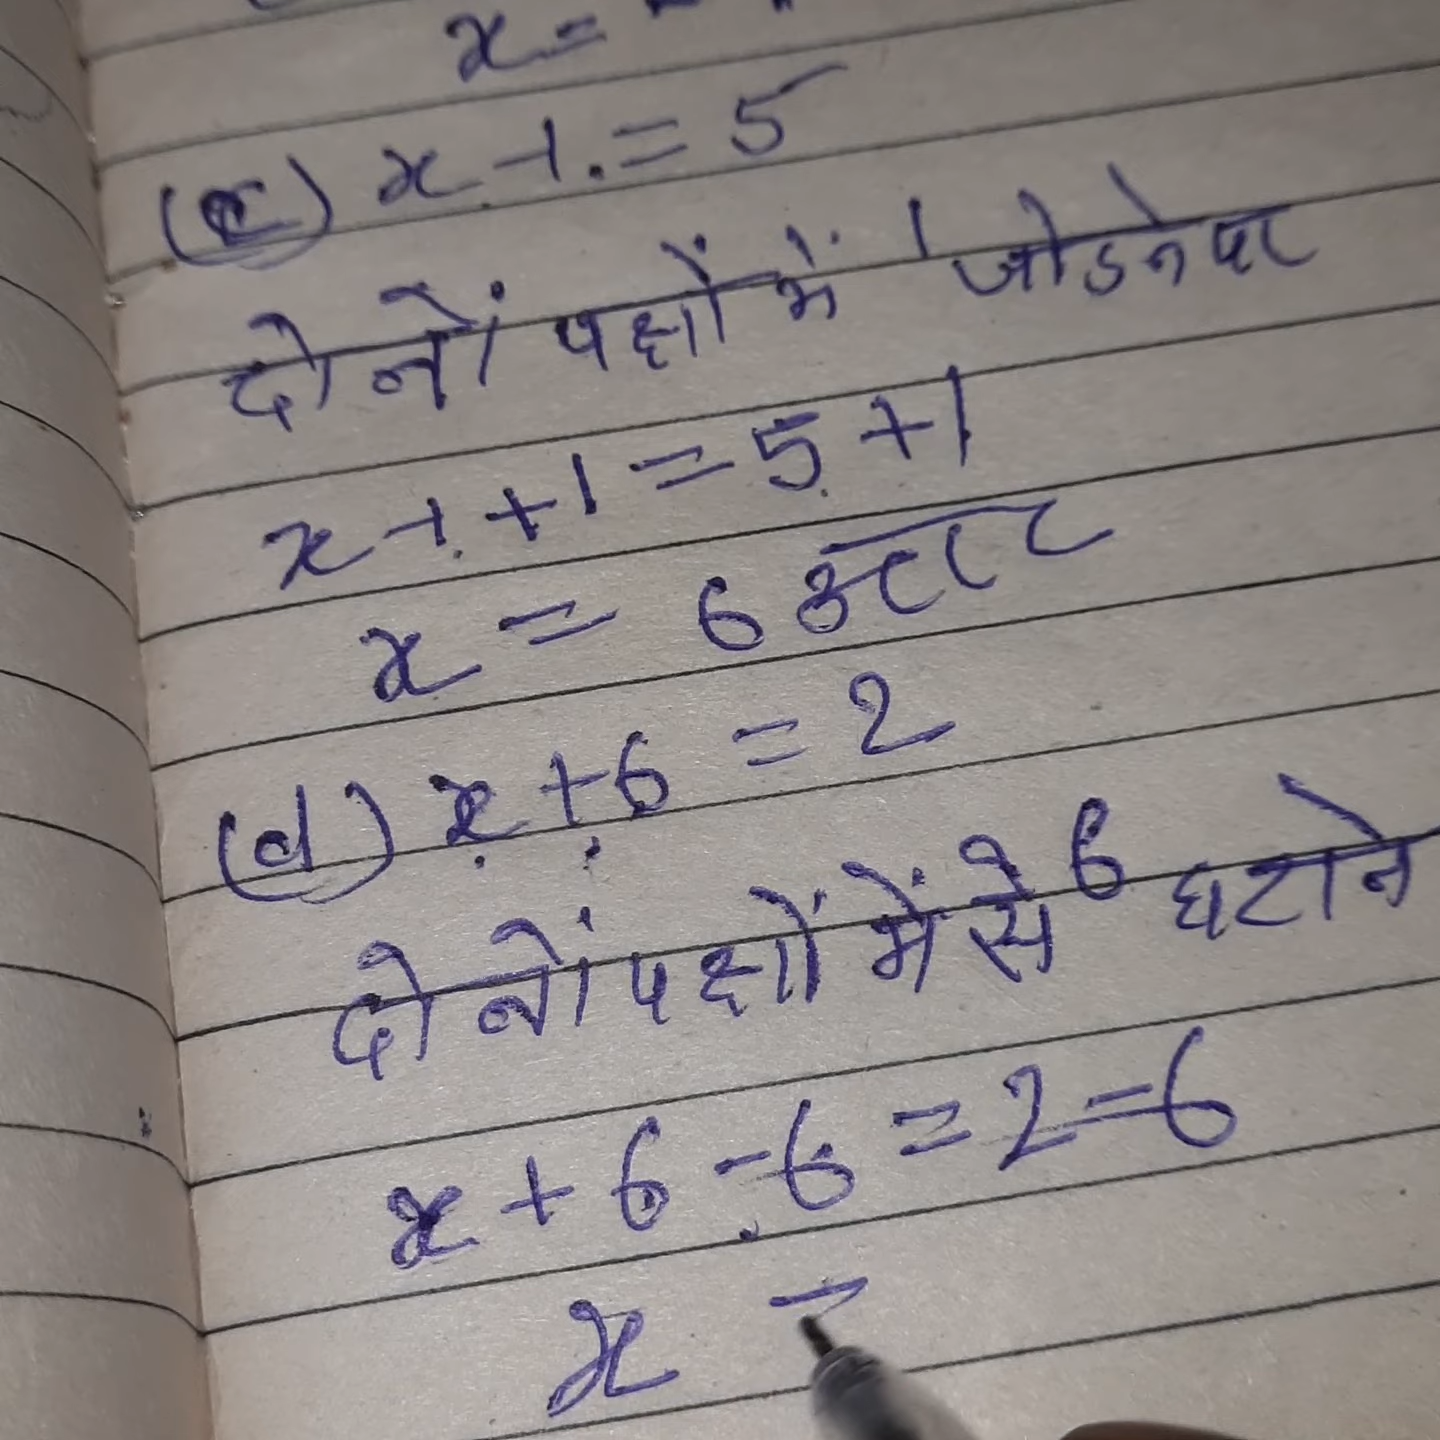 x =
(c) x - 1 = 5
दोनों पक्षों में 1 जोडने पर
x - 1 + 1 = 5 + 1
x = 6 उत्तर
(d) x + 6 = 2
दोनों पक्षों में से 6 घटाने
x + 6 - 6 = 2 - 6
x =